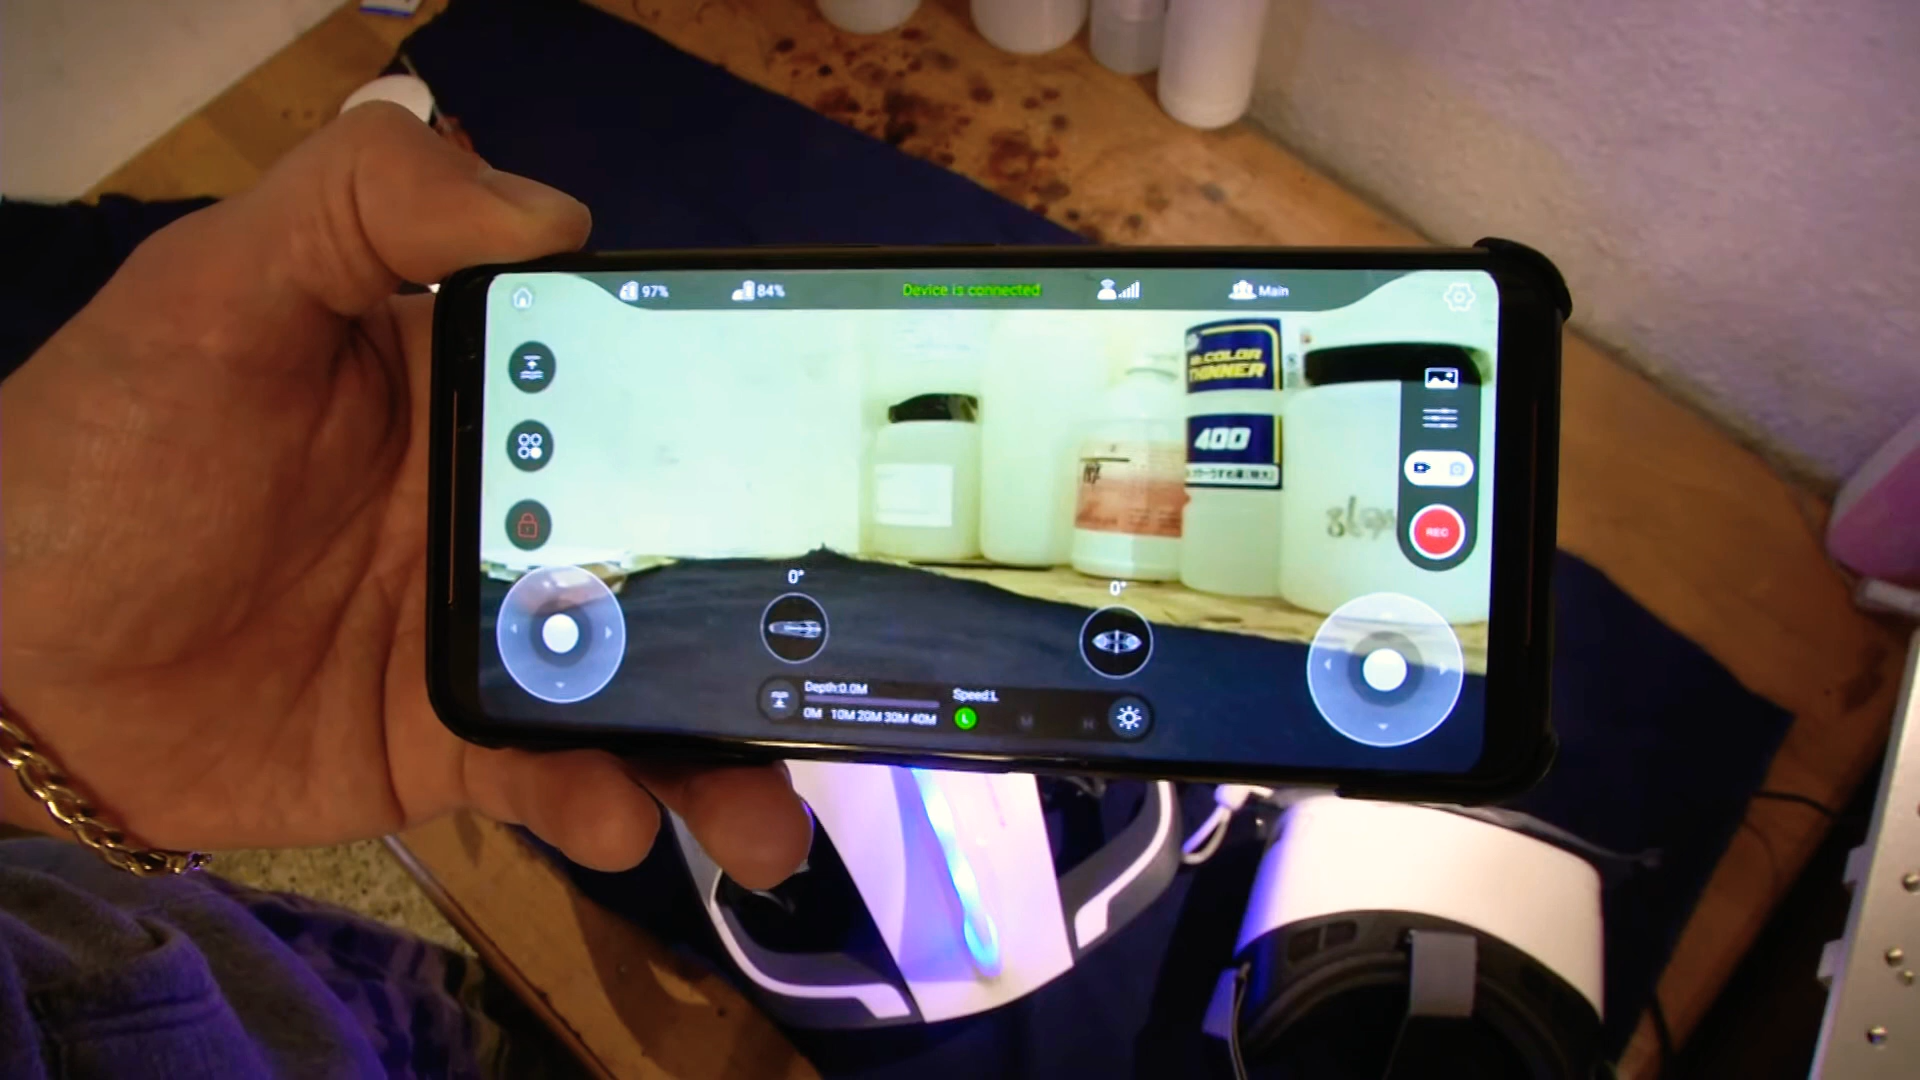 97%
84%
Device is connected
Main
Mr.COLOR
THINNER
400
REC
0°
0°
Depth:0.0M
0M 10M 20M 30M 40M
Speed:L
L
M
H